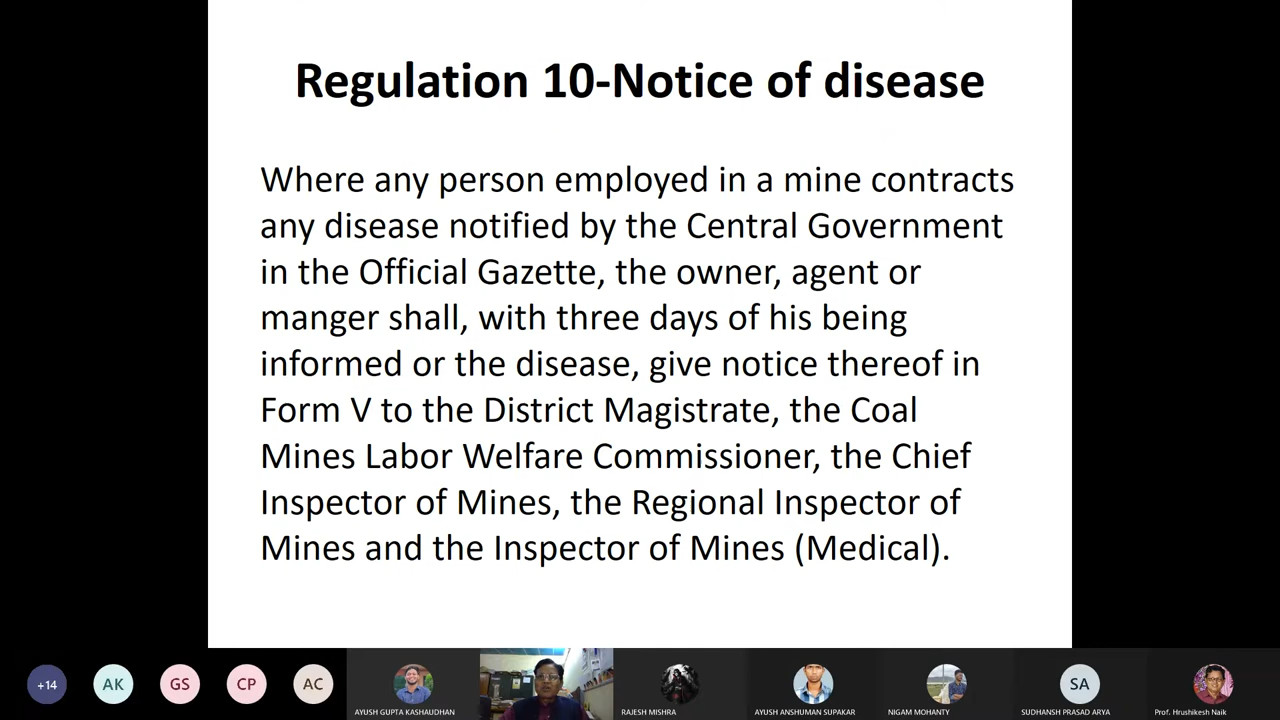 Regulation 10-Notice of disease
Where any person employed in a mine contracts
any disease notified by the Central Government
in the Official Gazette, the owner, agent or
manger shall, with three days of his being
informed or the disease, give notice thereof in
Form V to the District Magistrate, the Coal
Mines Labor Welfare Commissioner, the Chief
Inspector of Mines, the Regional Inspector of
Mines and the Inspector of Mines (Medical).
+14 AK GS CP AC SA
AYUSH GUPTA KASHAUDHAN RAJESH MISHRA AYUSH ANSHUMAN SUPAKAR NIGAM MOHANTY SUDHANSH PRASAD ARYA Prof. Hrushikesh Naik